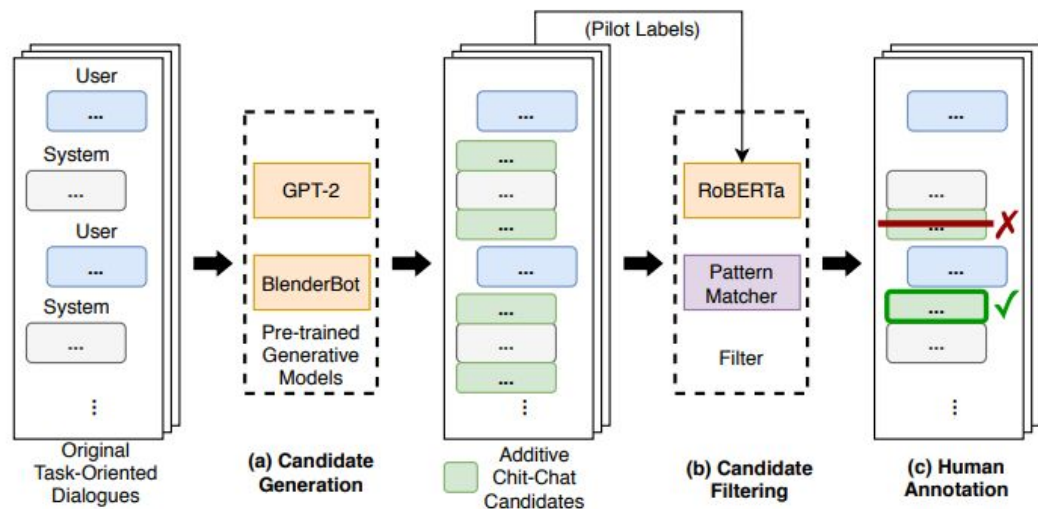 (Pilot Labels)
User
...
System
...
User
...
System
...
...
Original
Task-Oriented
Dialogues
GPT-2
BlenderBot
Pre-trained
Generative
Models
(a) Candidate
Generation
...
...
...
...
...
...
...
...
...
Additive
Chit-Chat
Candidates
RoBERTa
Pattern
Matcher
Filter
(b) Candidate
Filtering
...
...
...
✗
...
...
✓
...
...
(c) Human
Annotation